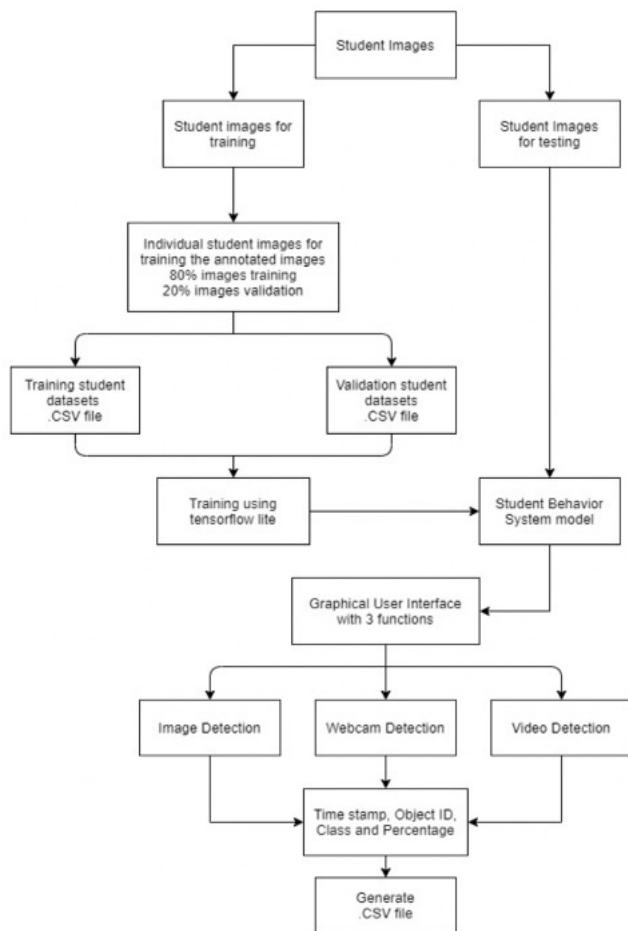 Student Images
Student images for
training
Student Images
for testing
Individual student images for
training the annotated images
80% images training
20% images validation
Training student
datasets
.CSV file
Validation student
datasets
.CSV file
Training using
tensorflow lite
Student Behavior
System model
Graphical User Interface
with 3 functions
Image Detection
Webcam Detection
Video Detection
Time stamp, Object ID,
Class and Percentage
Generate
.CSV file